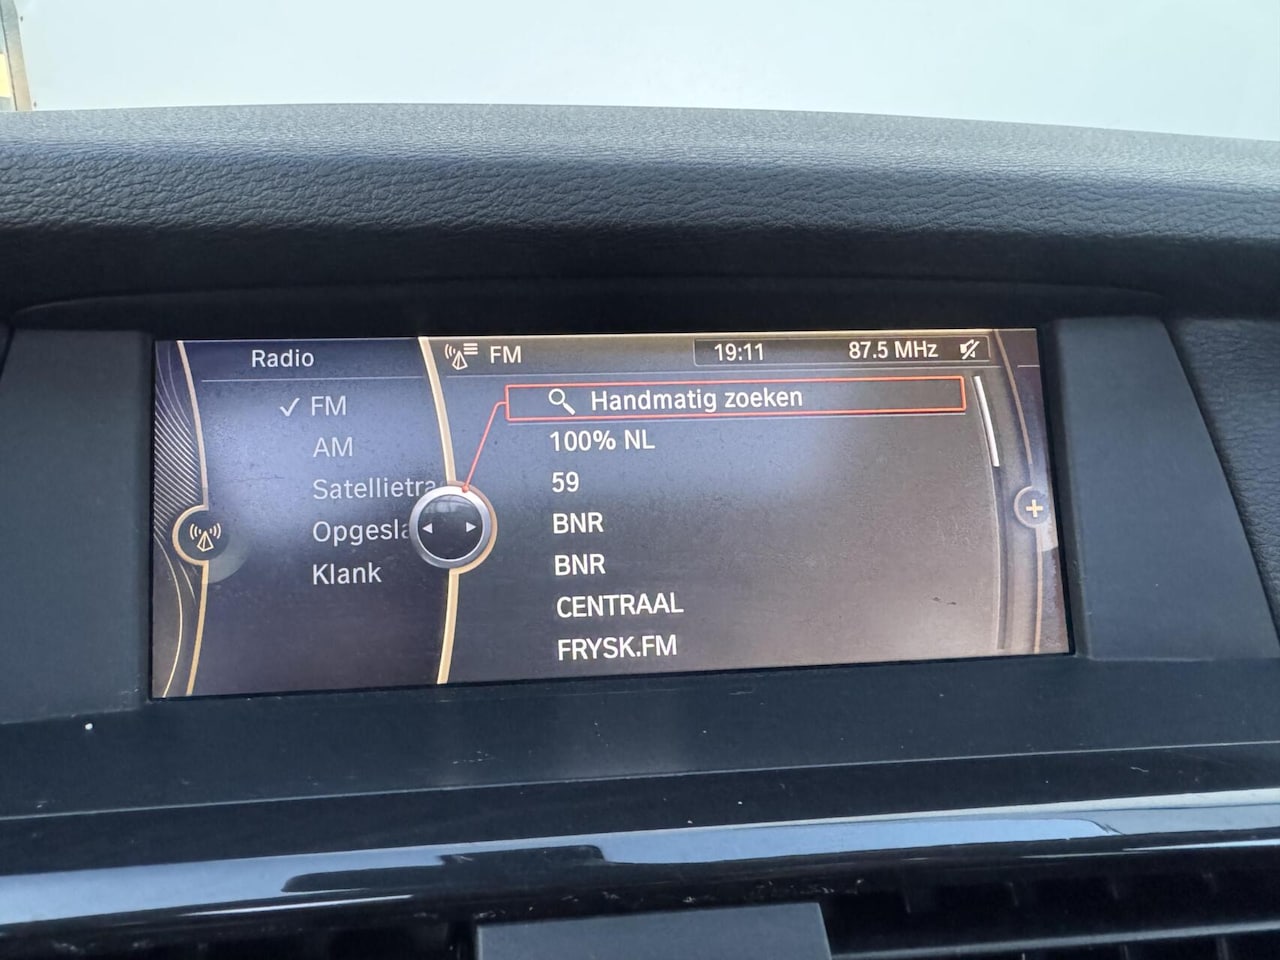 Radio
FM
AM
Satellietra
Opgesla
Klank
FM
19:11
87.5 MHz
Handmatig zoeken
100% NL
59
BNR
BNR
CENTRAAL
FRYSK.FM